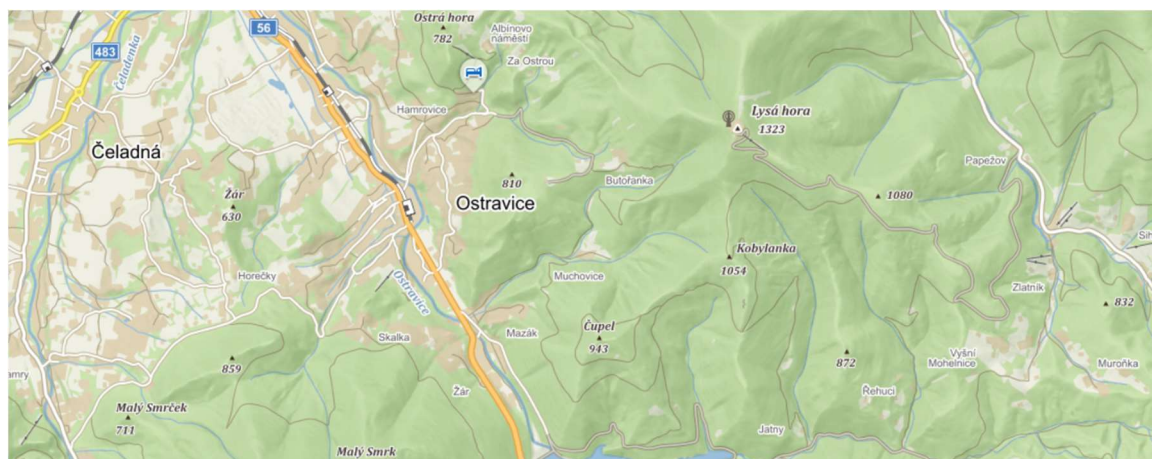 Ostrá hora
782
Albínovo
náměstí
Za Ostrou
56
483
Čeladenka
Hamrovice
Lysá hora
1323
Čeladná
Žár
630
810
Ostravice
Butořanka
Papežov
1080
Kobylanka
1054
Horečky
Ostravice
Muchovice
Zlatník
832
Skalka
Mazák
Čupel
943
859
872
Vyšní
Mohelnice
Muroňka
Žár
Řehuci
Malý Smrček
711
Jatny
Malý Smrk